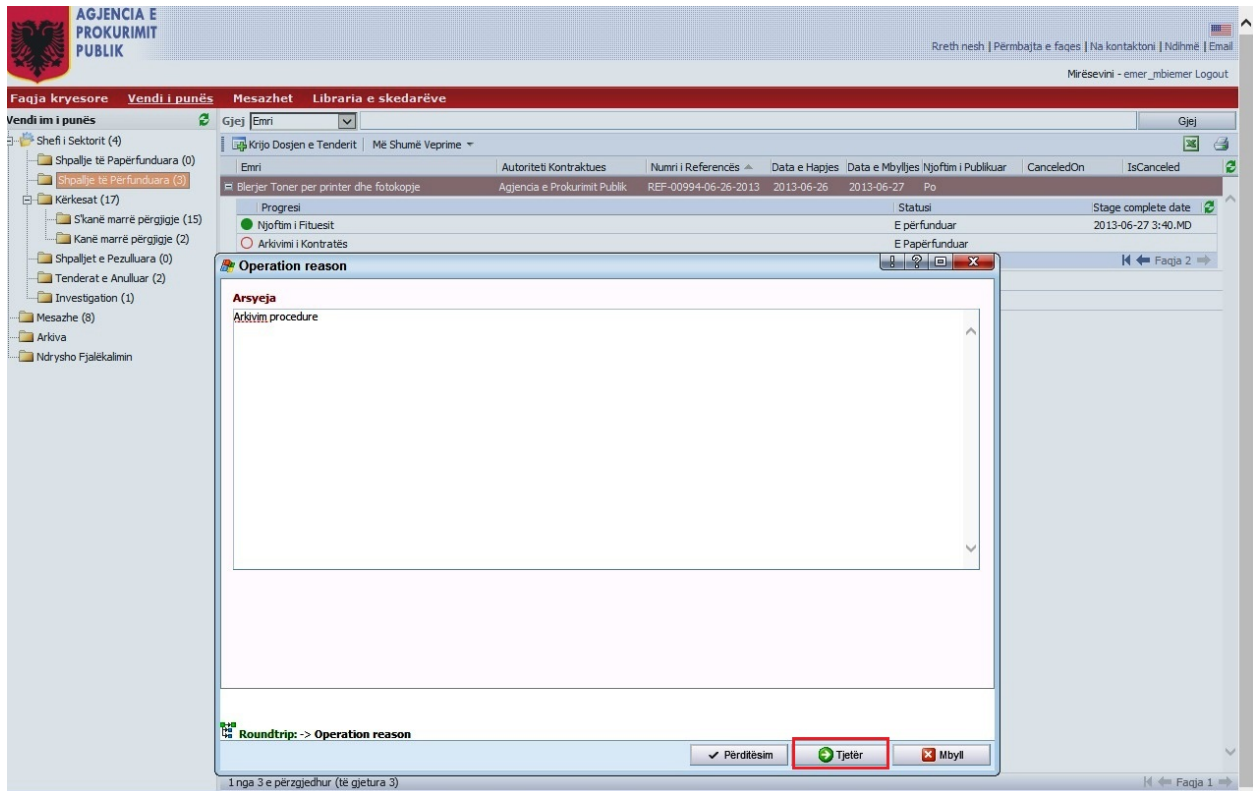 AGJENCIA E
PROKURIMIT
PUBLIK
Rreth nesh | Përmbajta e faqes | Na kontaktoni | Ndihmë | Email
Mirësevini - emer_mbiemer Logout
Faqja kryesore Vendi i punës Mesazhet Libraria e skedarëve
Vendi im i punës
Gjej Emri Gjej
Shefi i Sektorit (4)
Krijo Dosjen e Tenderit Më Shumë Veprime
Shpallje të Papërfunduara (0)
Emri Autoriteti Kontraktues Numri i Referencës Data e Hapjes Data e Mbylljes Njoftim i Publikuar CanceledOn IsCanceled
Shpallje të Përfunduara (3)
Blerjer Toner per printer dhe fotokopje Agjencia e Prokurimit Publik REF-00994-06-26-2013 2013-06-26 2013-06-27 Po
Kërkesat (17)
Progresi Statusi Stage complete date
S'kanë marrë përgjigje (15)
Njoftim i Fituesit E përfunduar 2013-06-27 3:40.MD
Kanë marrë përgjigje (2)
Arkivimi i Kontratës E Papërfunduar
Shpalljet e Pezulluara (0)
Faqja 2
Tenderat e Anulluar (2)
Investigation (1)
Mesazhe (8)
Arkiva
Ndrysho Fjalëkalimin
Operation reason
Arsyeja
Arkivim procedure
Roundtrip: -> Operation reason
Përditësim Tjetër Mbyll
1 nga 3 e përzgjedhur (të gjetura 3) Faqja 1